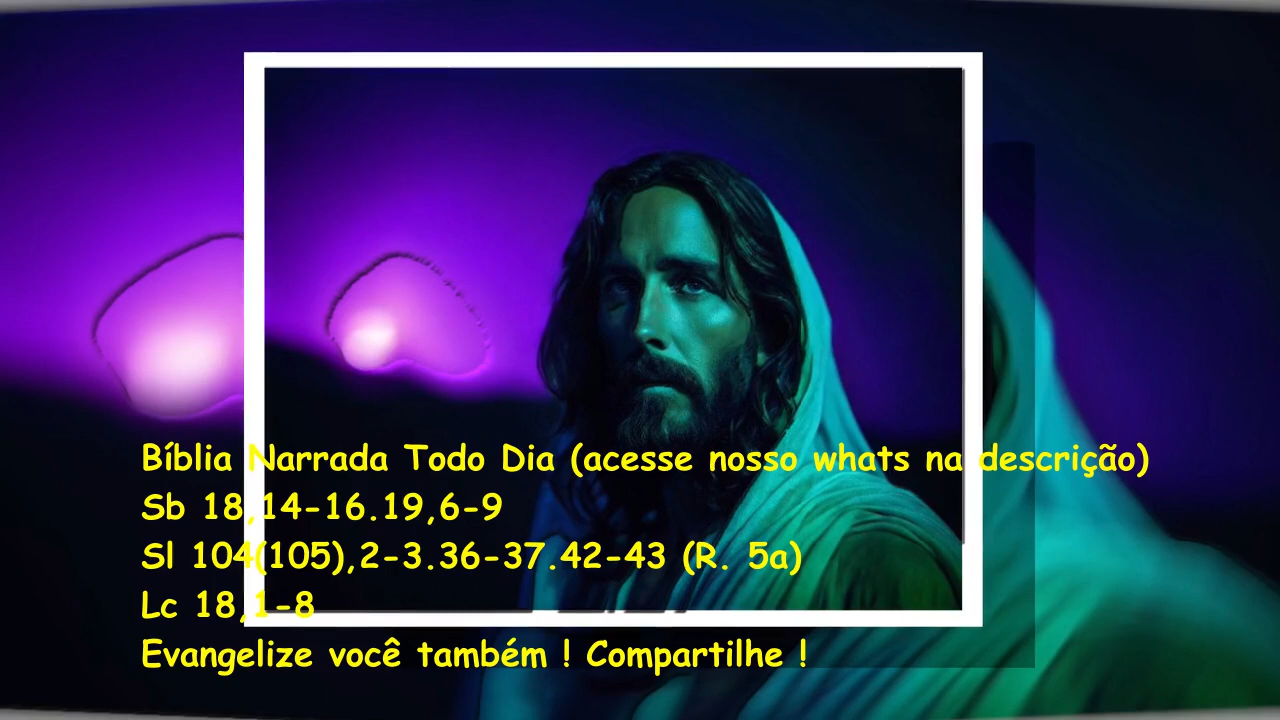 Bíblia Narrada Todo Dia (acesse nosso whats na descrição)
Sb 18,14-16.19,6-9
Sl 104(105),2-3.36-37.42-43 (R. 5a)
Lc 18,1-8
Evangelize você também ! Compartilhe !